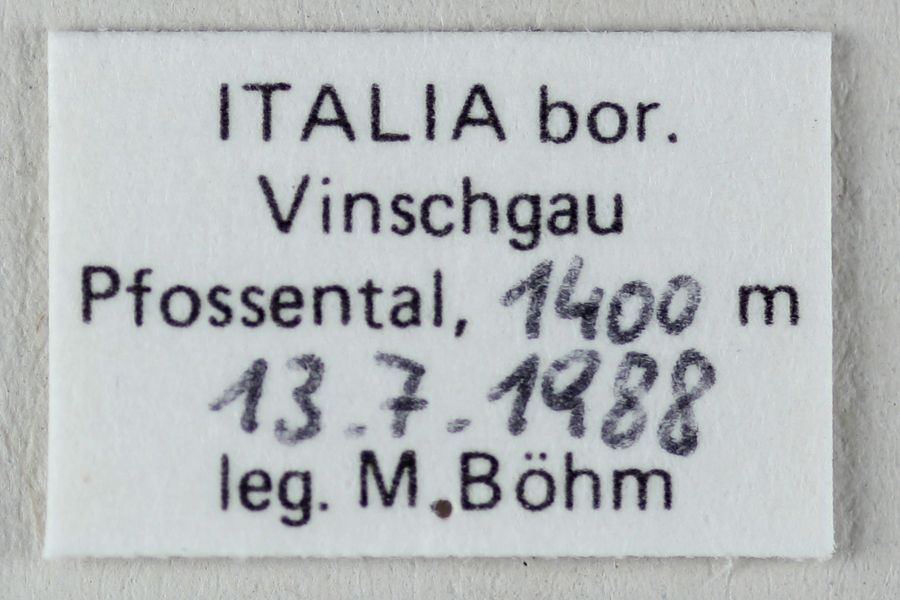 ITALIA bor.
Vinschgau
Pfossental, 1400 m
13.7.1988
leg. M.Böhm